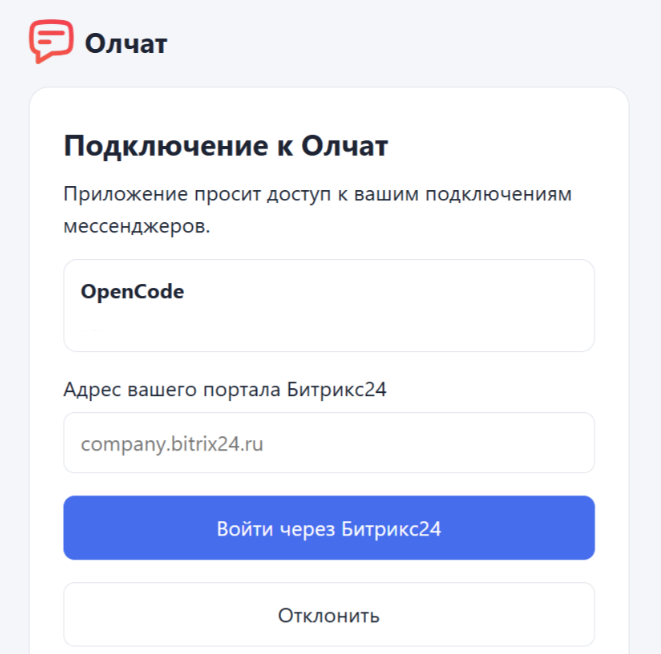 Олчат
Подключение к Олчат
Приложение просит доступ к вашим подключениям
мессенджеров.
OpenCode
Адрес вашего портала Битрикс24
company.bitrix24.ru
Войти через Битрикс24
Отклонить